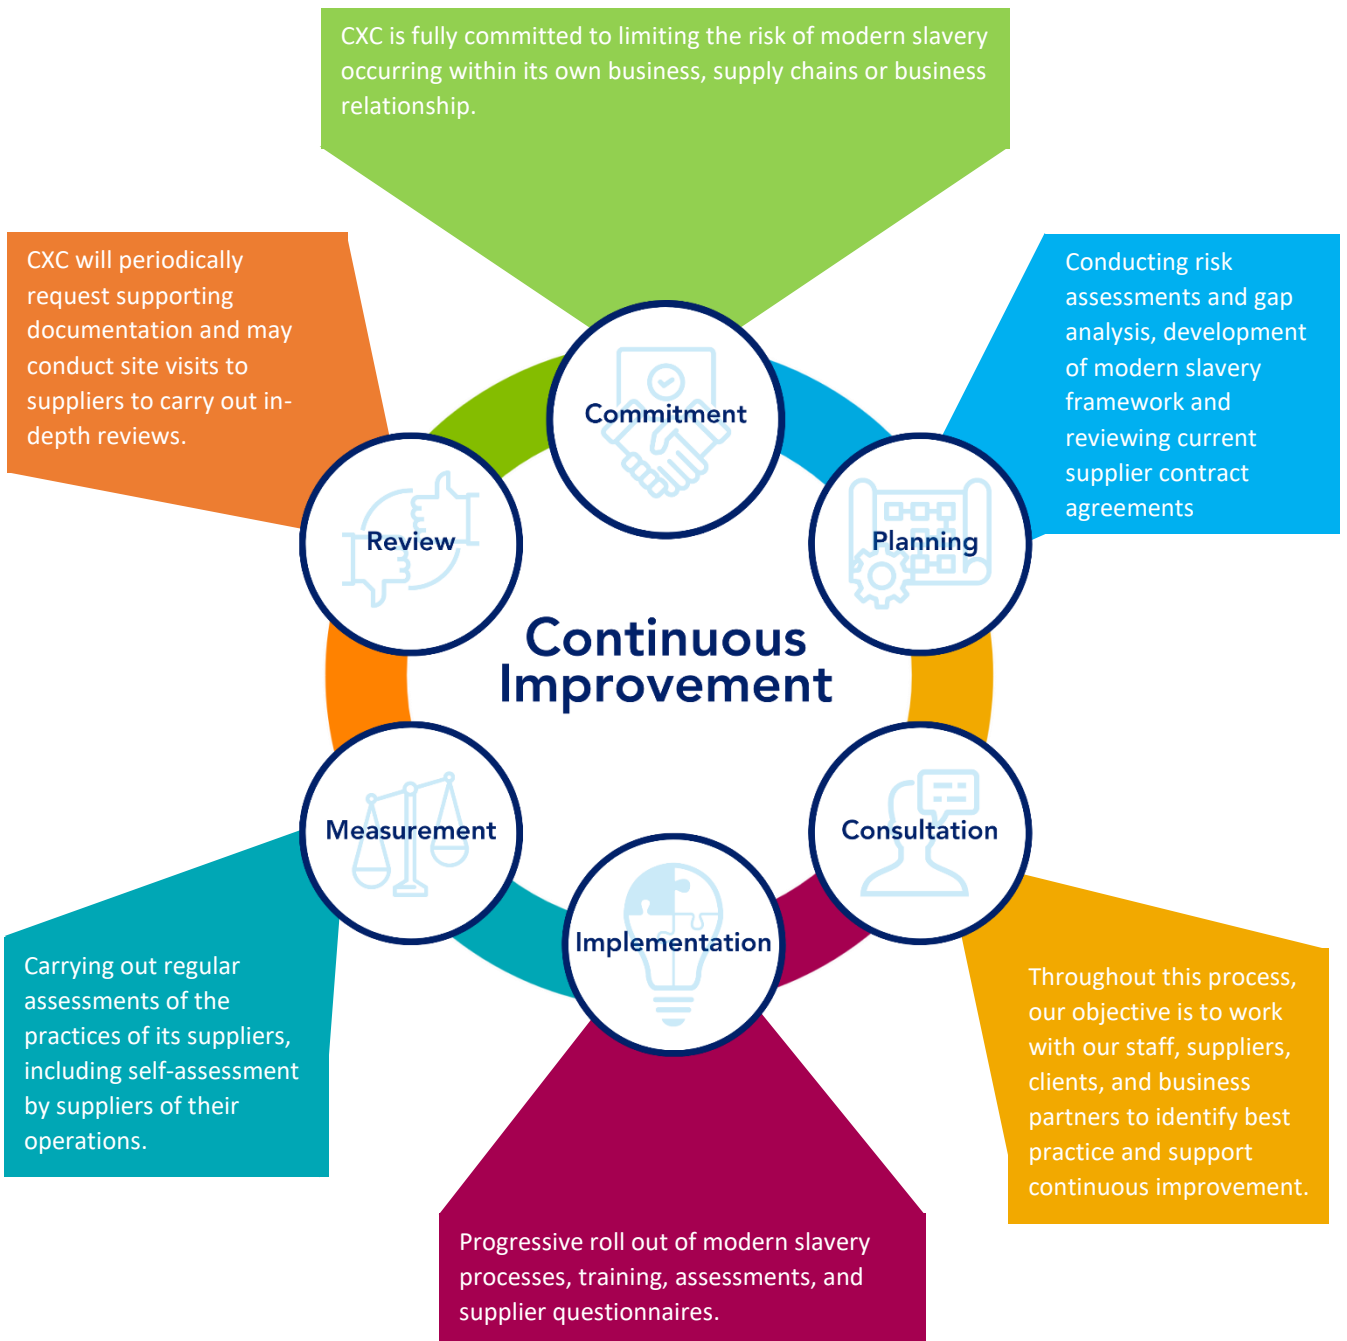 CXC is fully committed to limiting the risk of modern slavery
occurring within its own business, supply chains or business
relationship.
CXC will periodically
request supporting
documentation and may
conduct site visits to
suppliers to carry out in-
depth reviews.
Conducting risk
assessments and gap
analysis, development
of modern slavery
framework and
reviewing current
supplier contract
agreements
Commitment
Review
Planning
Continuous
Improvement
Measurement
Consultation
Implementation
Carrying out regular
assessments of the
practices of its suppliers,
including self-assessment
by suppliers of their
operations.
Throughout this process,
our objective is to work
with our staff, suppliers,
clients, and business
partners to identify best
practice and support
continuous improvement.
Progressive roll out of modern slavery
processes, training, assessments, and
supplier questionnaires.